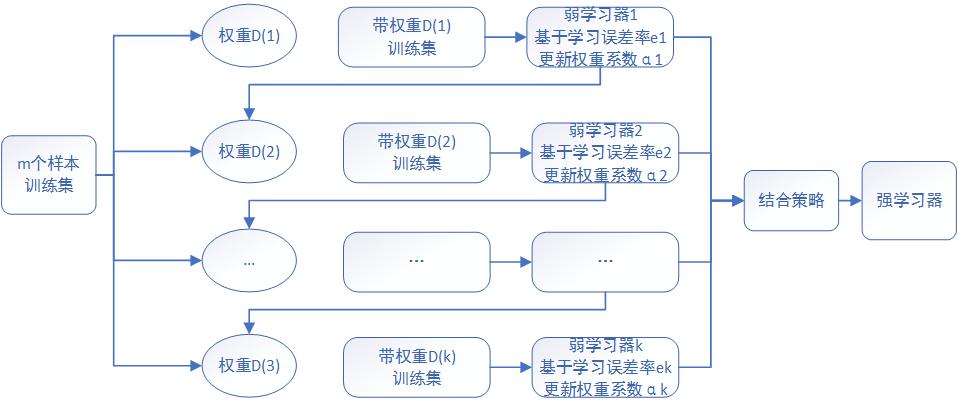 m个样本
训练集
权重D(1)
带权重D(1)
训练集
弱学习器1
基于学习误差率e1
更新权重系数α1
权重D(2)
带权重D(2)
训练集
弱学习器2
基于学习误差率e2
更新权重系数α2
...
...
...
权重D(3)
带权重D(k)
训练集
弱学习器k
基于学习误差率ek
更新权重系数αk
结合策略
强学习器